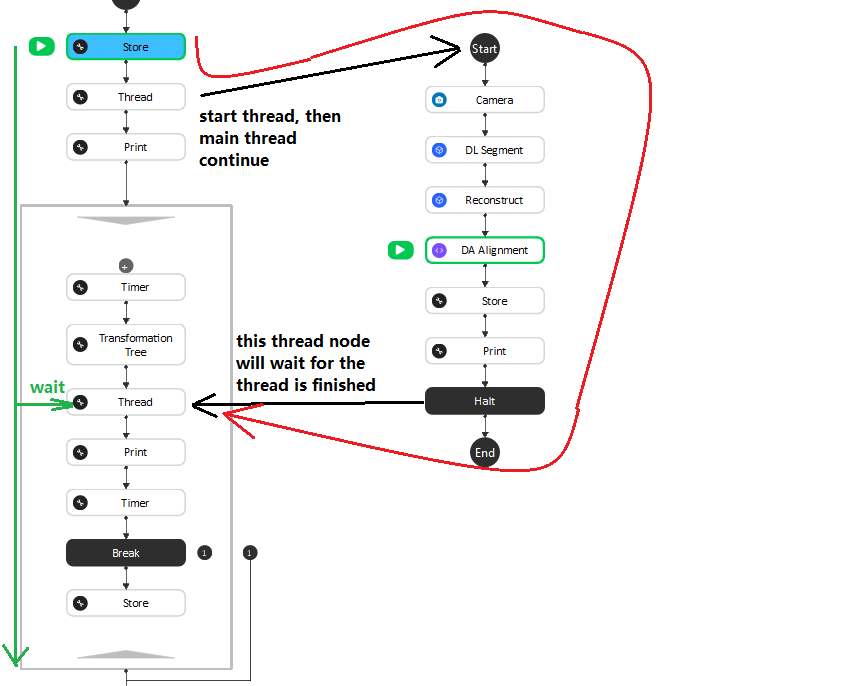 Store
Thread
Print
start thread, then
main thread
continue
Start
Camera
DL Segment
Reconstruct
DA Alignment
Store
Print
Halt
End
Timer
Transformation
Tree
this thread node
will wait for the
thread is finished
wait
Thread
Print
Timer
Break
1
1
Store